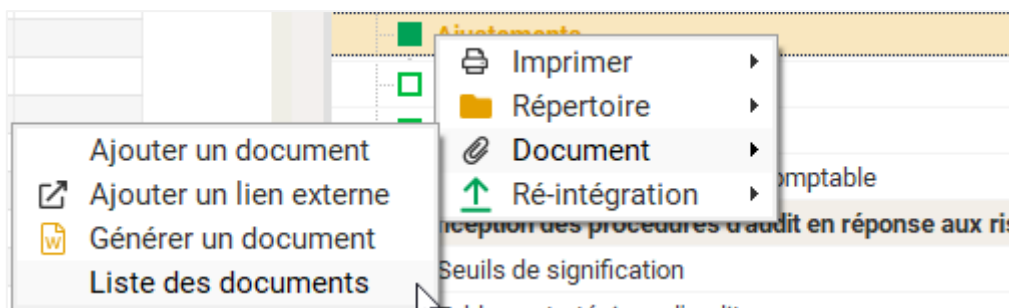 Ajustements
Imprimer
Répertoire
Document
Ré-intégration
Ajouter un document
Ajouter un lien externe
Générer un document
Liste des documents
omptable
ception des procédures d'audit en réponse aux ris
Seuils de signification